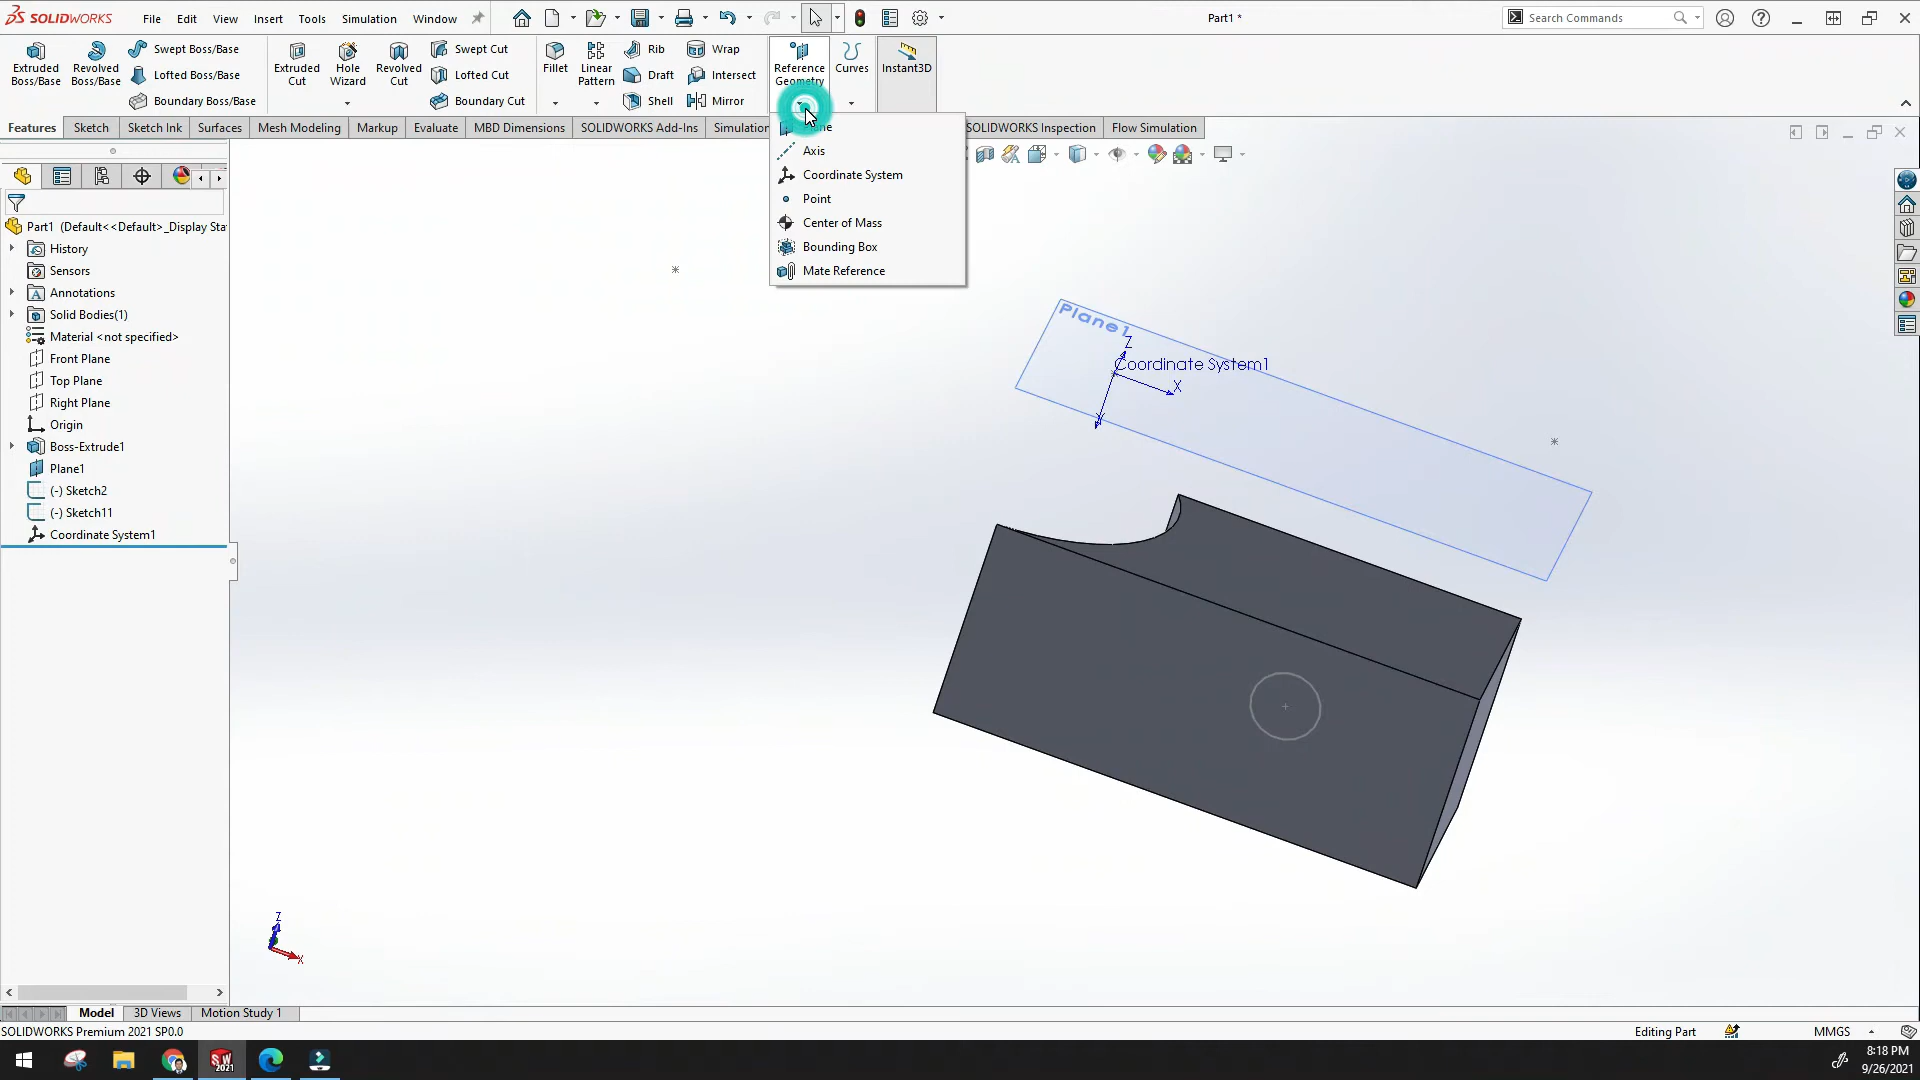 SOLIDWORKS File Edit View Insert Tools Simulation Window Part1 * Search Commands
Extruded Boss/Base
Revolved Boss/Base
Swept Boss/Base
Lofted Boss/Base
Boundary Boss/Base
Extruded Cut
Hole Wizard
Revolved Cut
Swept Cut
Lofted Cut
Boundary Cut
Fillet
Linear Pattern
Rib
Draft
Shell
Wrap
Intersect
Mirror
Reference Geometry
Curves
Instant3D
Features Sketch Sketch Ink Surfaces Mesh Modeling Markup Evaluate MBD Dimensions SOLIDWORKS Add-Ins Simulation SOLIDWORKS Inspection Flow Simulation
Axis
Coordinate System
Point
Center of Mass
Bounding Box
Mate Reference
Part1 (Default<<Default>_Display Sta
History
Sensors
Annotations
Solid Bodies(1)
Material <not specified>
Front Plane
Top Plane
Right Plane
Origin
Boss-Extrude1
Plane1
(-) Sketch2
(-) Sketch11
Coordinate System1
Plane1
Z
Coordinate System1
X
Y
Z
X
Model 3D Views Motion Study 1
SOLIDWORKS Premium 2021 SP0.0 Editing Part MMGS
SW 2021
8:18 PM
9/26/2021